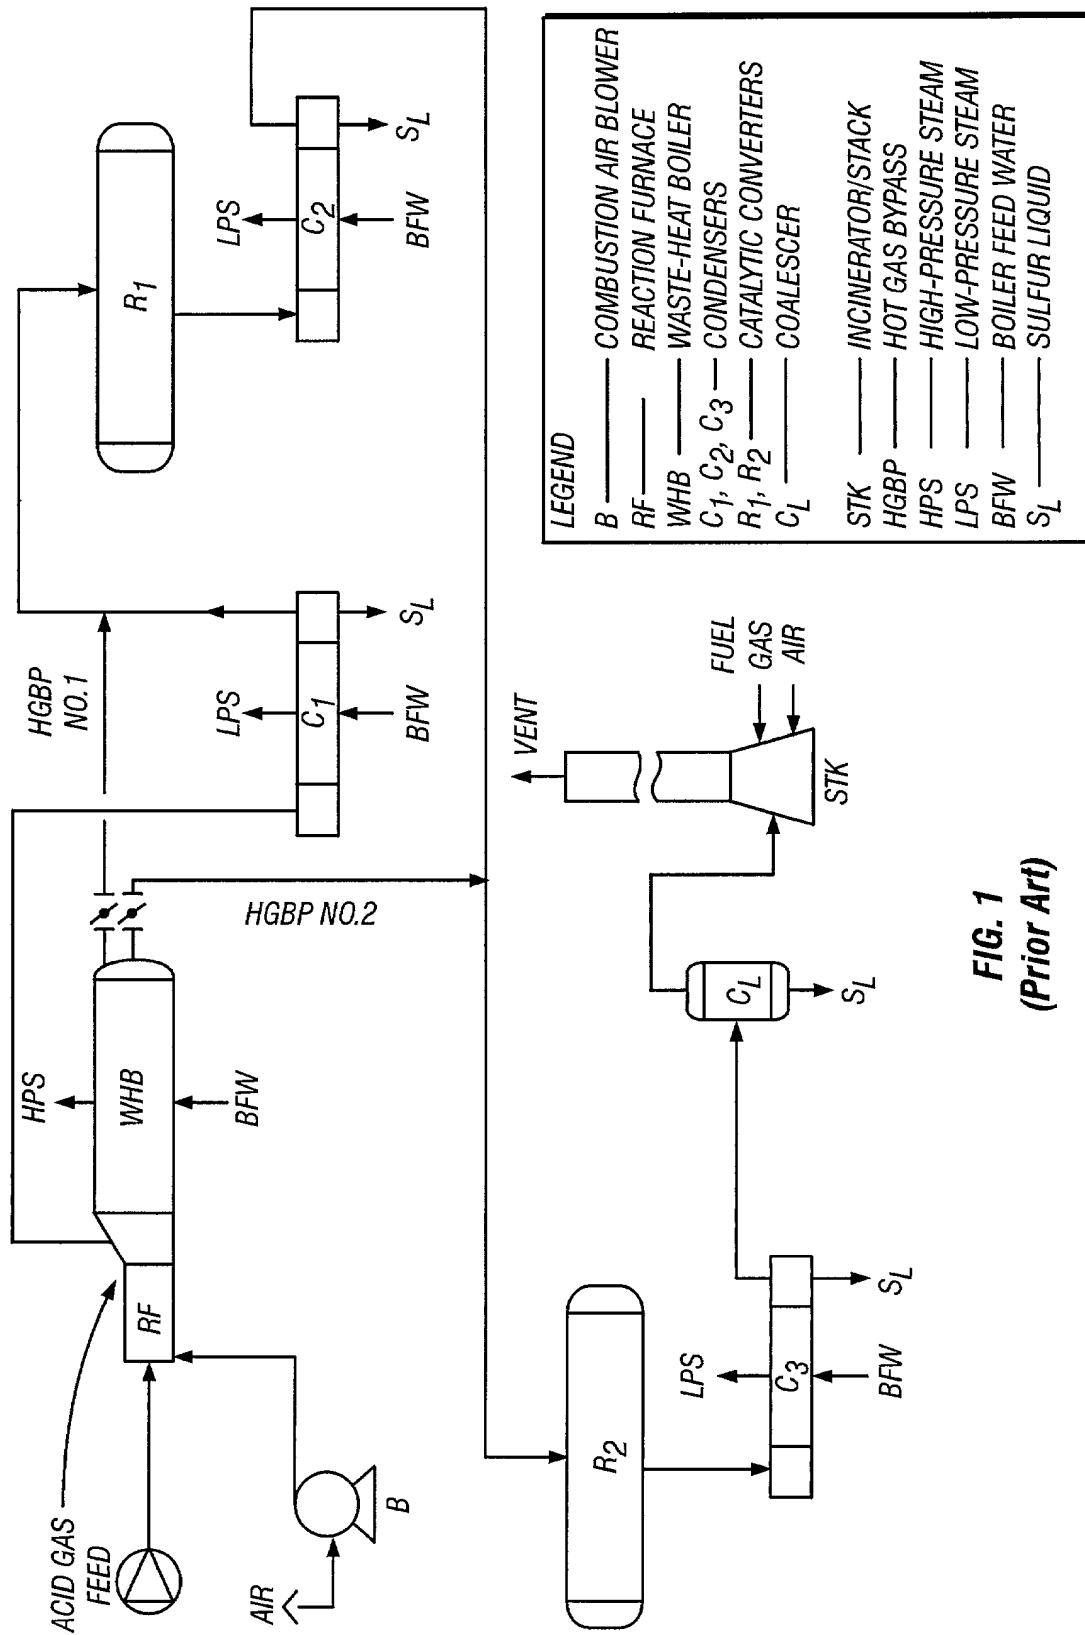 ACID GAS
FEED
RF
AIR
B
HPS
WHB
BFW
HGBP
NO.1
HGBP NO.2
LPS
C1
BFW
SL
R1
LPS
C2
BFW
SL
R2
LPS
C3
BFW
SL
CL
SL
VENT
STK
FUEL
GAS
AIR
LEGEND
B — COMBUSTION AIR BLOWER
RF — REACTION FURNACE
WHB — WASTE-HEAT BOILER
C1, C2, C3 — CONDENSERS
R1, R2 — CATALYTIC CONVERTERS
CL — COALESCER
STK — INCINERATOR/STACK
HGBP — HOT GAS BYPASS
HPS — HIGH-PRESSURE STEAM
LPS — LOW-PRESSURE STEAM
BFW — BOILER FEED WATER
SL — SULFUR LIQUID
FIG. 1
(Prior Art)